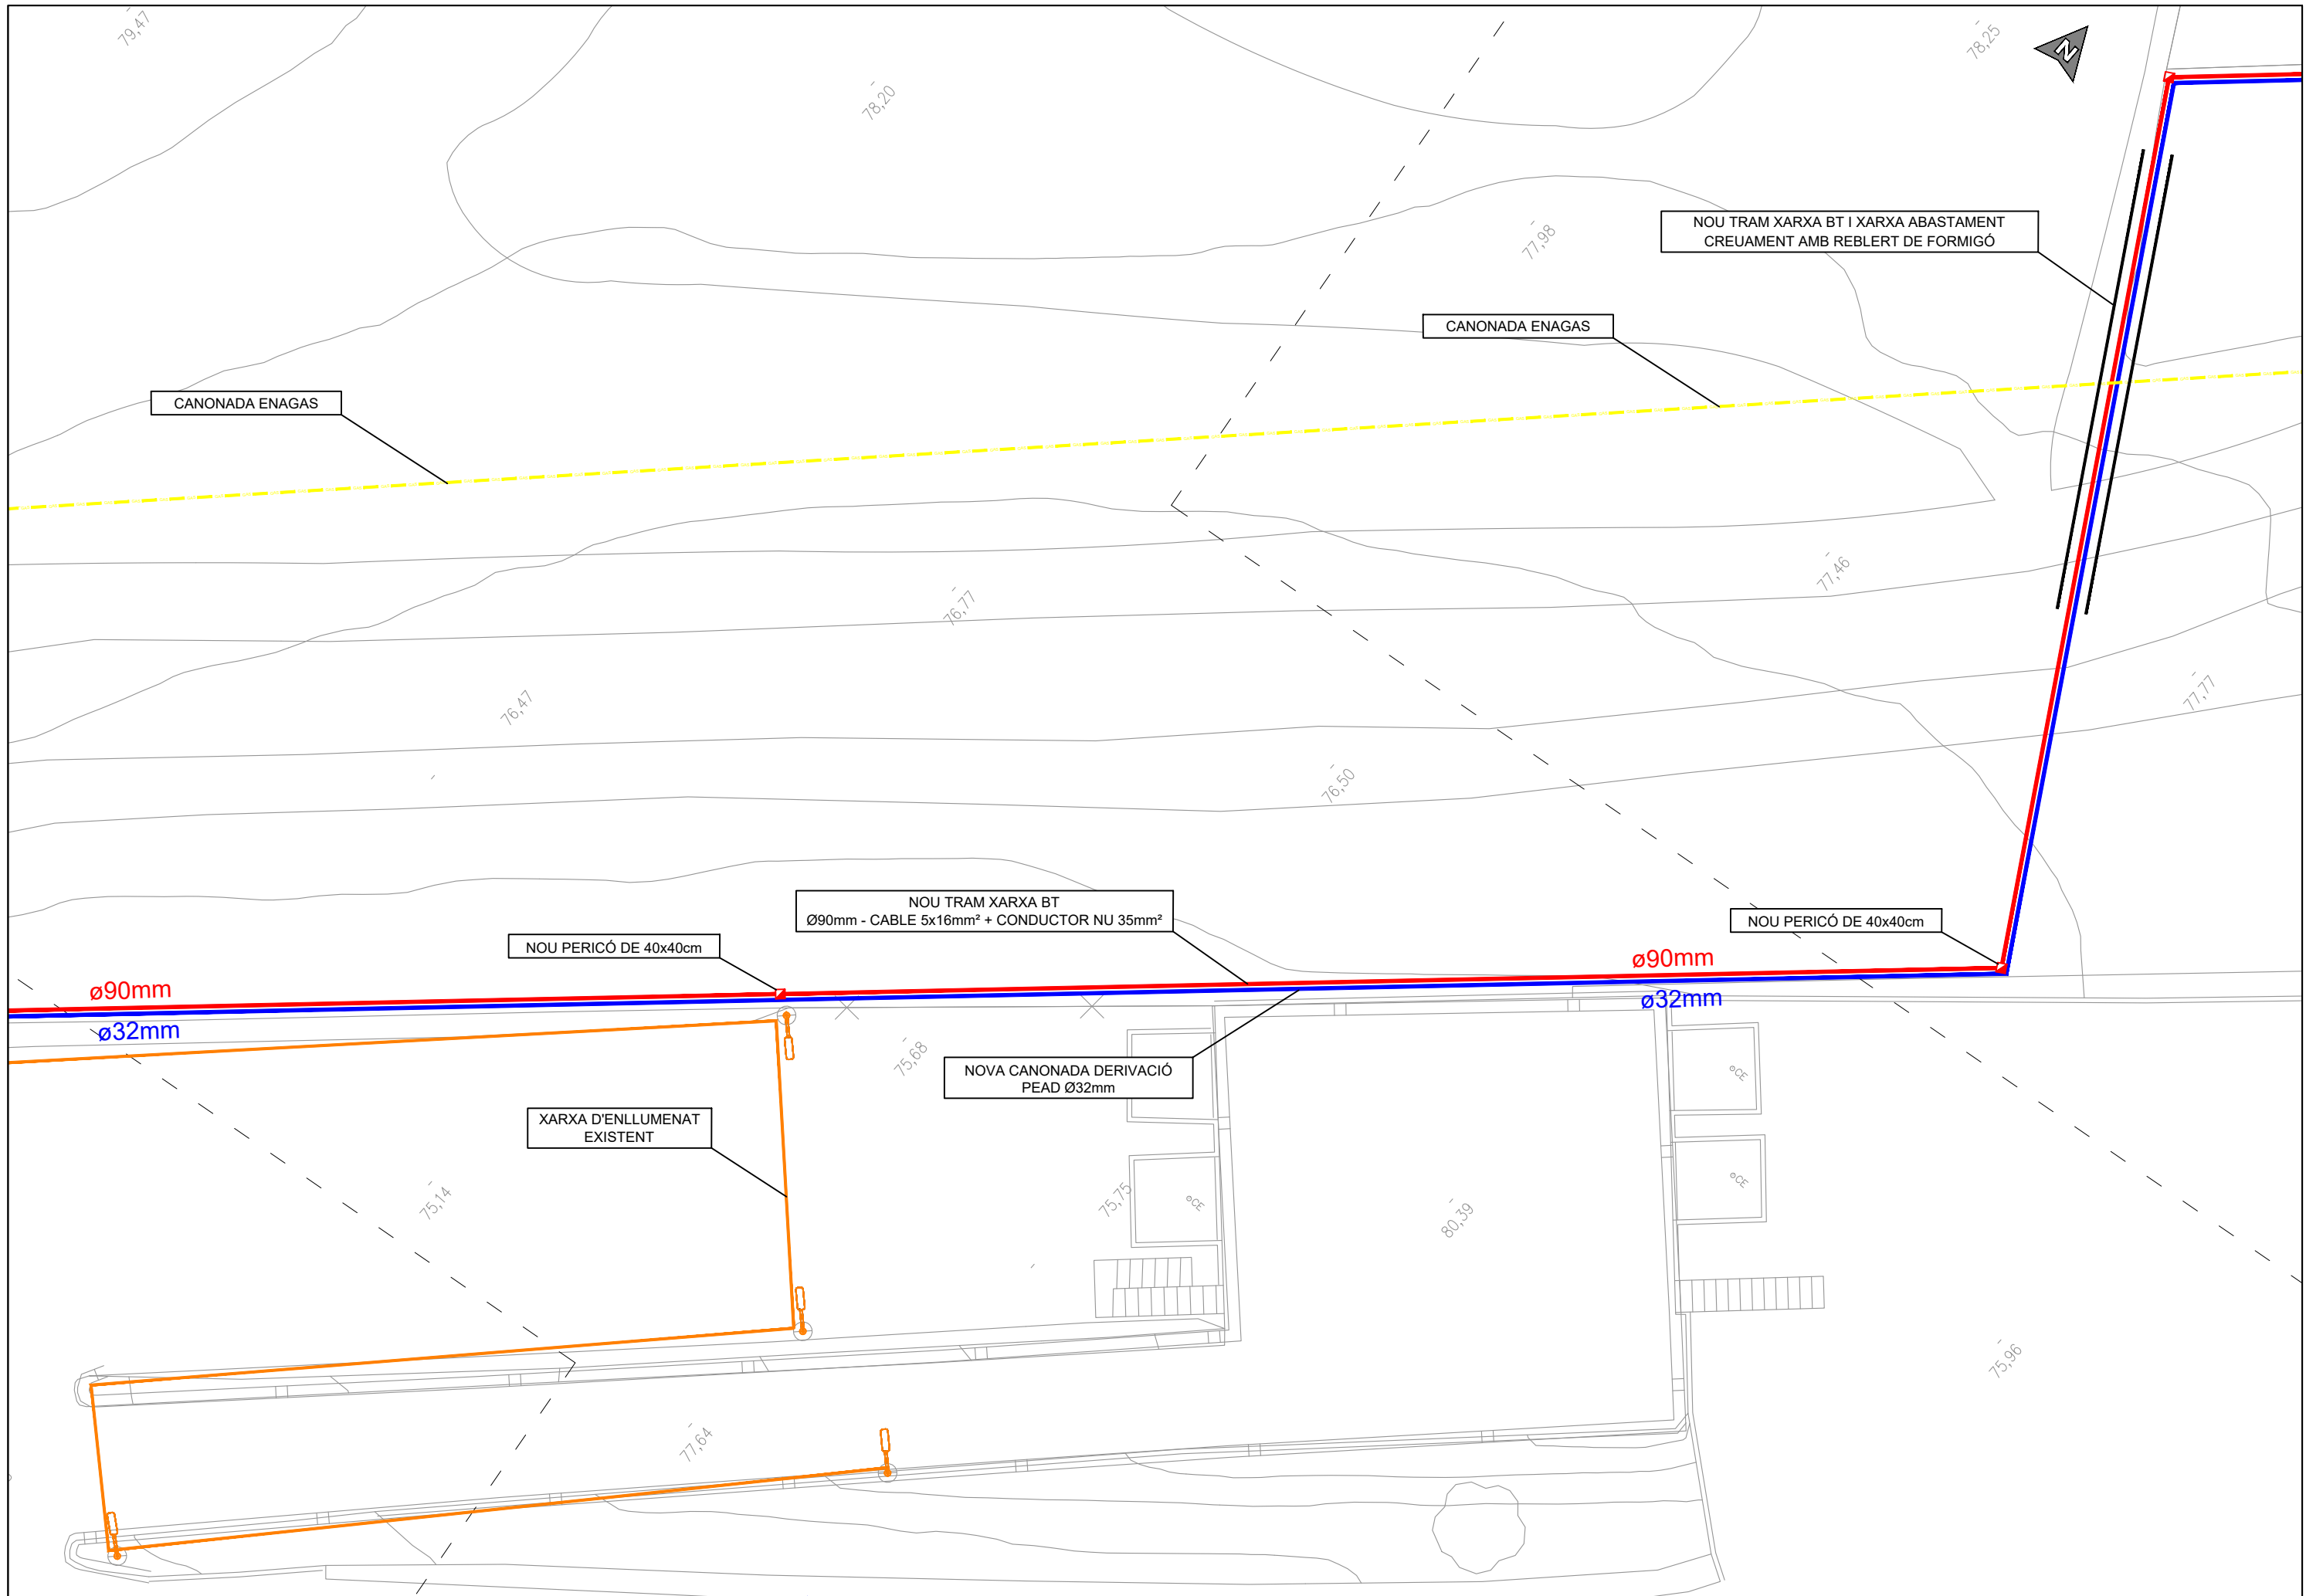 79,47
78,20
78,25
N
77,98
NOU TRAM XARXA BT I XARXA ABASTAMENT
CREUAMENT AMB REBLERT DE FORMIGÓ
CANONADA ENAGAS
CANONADA ENAGAS
77,46
76,77
76,47
77,77
76,50
NOU TRAM XARXA BT
Ø90mm - CABLE 5x16mm² + CONDUCTOR NU 35mm²
NOU PERICÓ DE 40x40cm
NOU PERICÓ DE 40x40cm
ø90mm
ø90mm
ø32mm
ø32mm
75,68
NOVA CANONADA DERIVACIÓ
PEAD Ø32mm
CE
XARXA D'ENLLUMENAT
EXISTENT
75,14
75,75
CE
80,39
CE
75,96
77,64